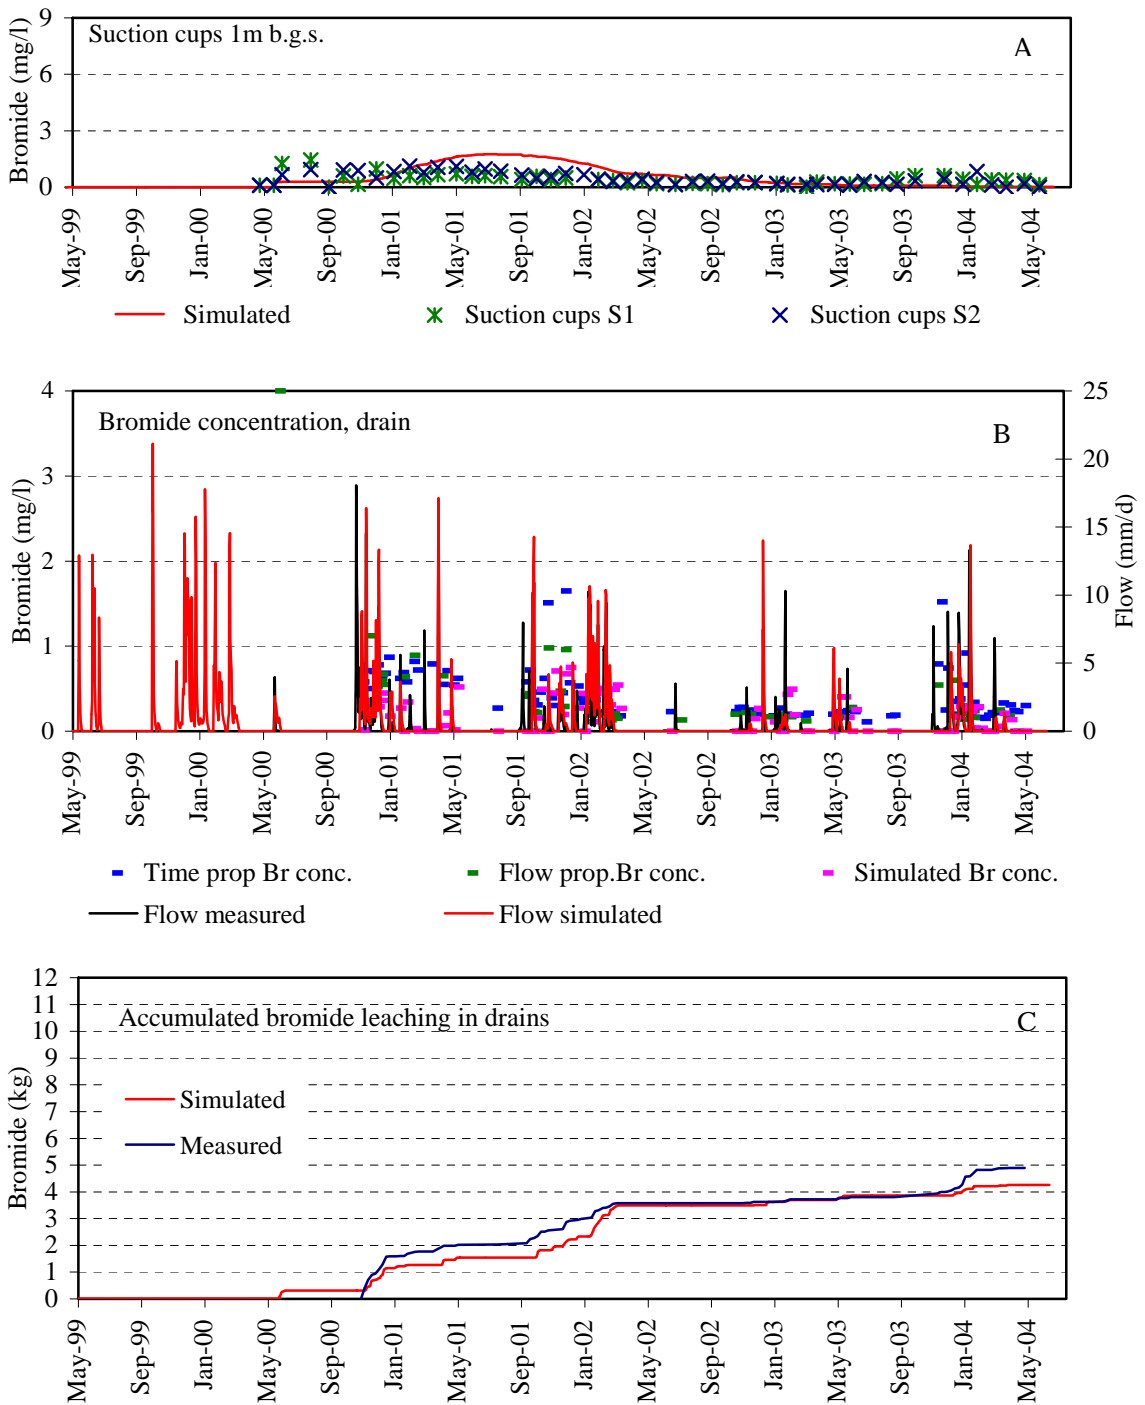 Suction cups 1m b.g.s.
A
Bromide (mg/l)
9
6
3
0
May-99
Sep-99
Jan-00
May-00
Sep-00
Jan-01
May-01
Sep-01
Jan-02
May-02
Sep-02
Jan-03
May-03
Sep-03
Jan-04
May-04
Simulated
Suction cups S1
Suction cups S2
Bromide concentration, drain
B
Bromide (mg/l)
4
3
2
1
0
Flow (mm/d)
25
20
15
10
5
0
May-99
Sep-99
Jan-00
May-00
Sep-00
Jan-01
May-01
Sep-01
Jan-02
May-02
Sep-02
Jan-03
May-03
Sep-03
Jan-04
May-04
Time prop Br conc.
Flow prop.Br conc.
Simulated Br conc.
Flow measured
Flow simulated
Accumulated bromide leaching in drains
C
Bromide (kg)
12
11
10
9
8
7
6
5
4
3
2
1
0
Simulated
Measured
May-99
Sep-99
Jan-00
May-00
Sep-00
Jan-01
May-01
Sep-01
Jan-02
May-02
Sep-02
Jan-03
May-03
Sep-03
Jan-04
May-04